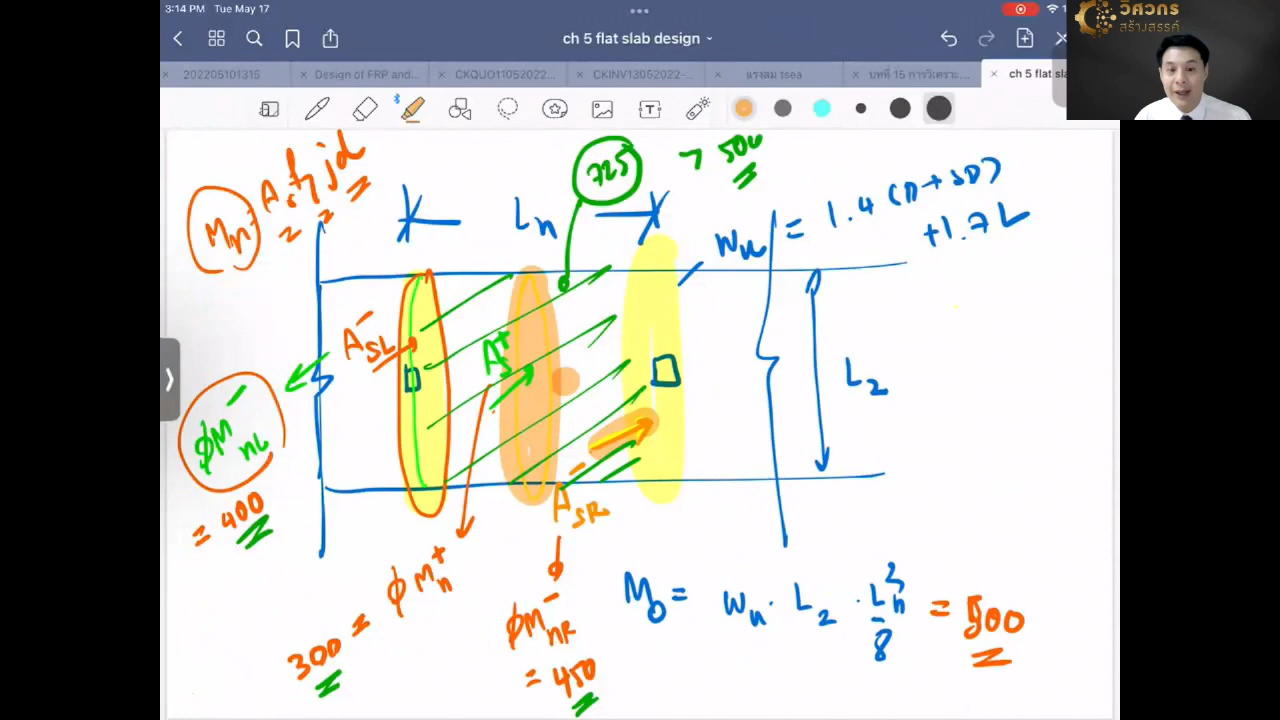 3:14 PM Tue May 17
วิศวกร
สร้างสรรค์
ch 5 flat slab design
202205101315
Design of FRP and...
CKQUO11052022...
CKINV13052022-...
แรงลม tsea
บทที่ 15 การวิเคราะ...
ch 5 flat sla
Mn = As fy jd
725 > 500
Ln
Wu = 1.4 (D + SD)
+ 1.7 L
A⁻SL
A⁺s
L2
ϕM⁻nL
= 400
A⁻SR
ϕM⁺n
= 300
ϕM⁻nR
= 450
Mo = Wu · L2 · Ln²/8 = 500